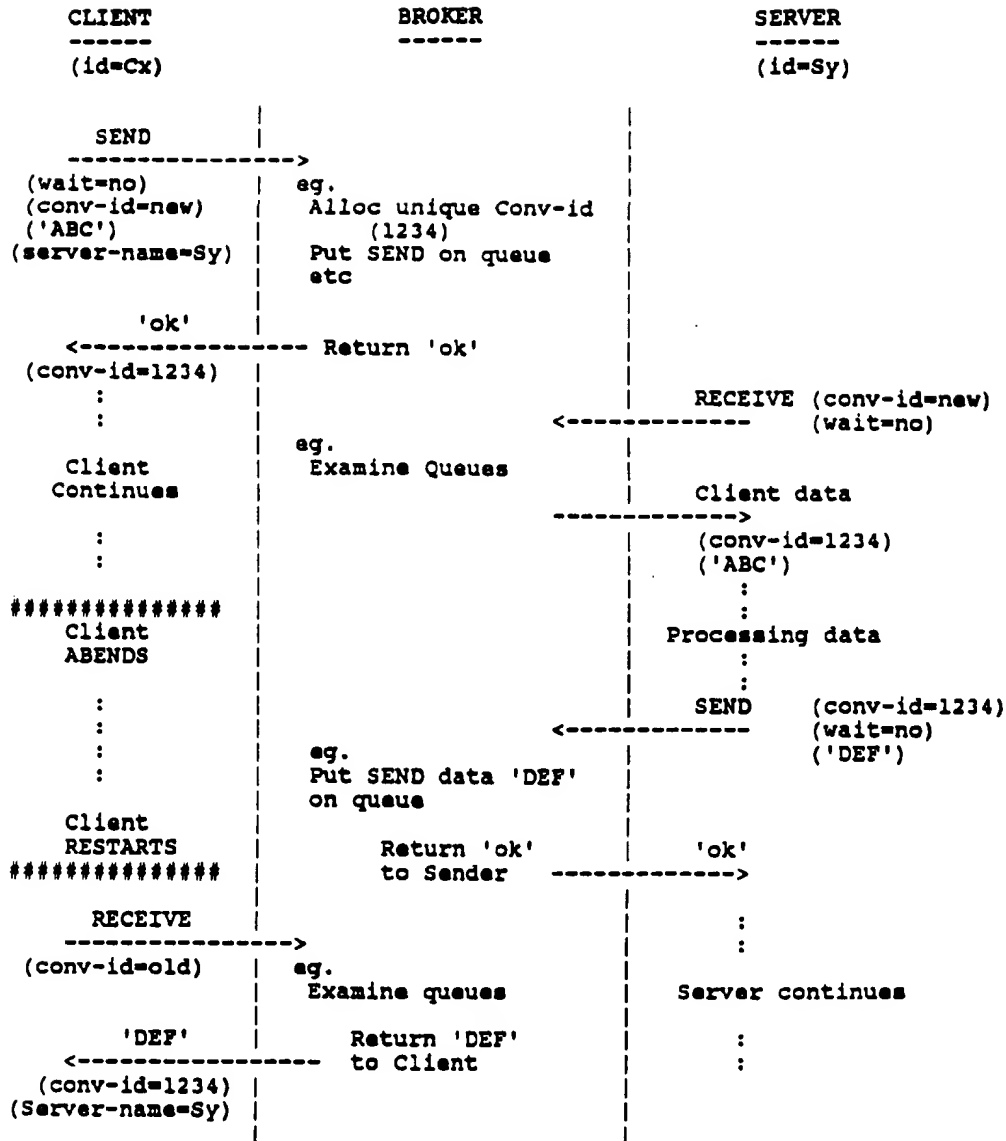 CLIENT BROKER SERVER
------ ------ ------
(id=Cx) (id=Sy)
SEND
----------------->
(wait=no) eg.
(conv-id=new) Alloc unique Conv-id
('ABC') (1234)
(server-name=Sy) Put SEND on queue
etc
'ok'
<---------------- Return 'ok'
(conv-id=1234)
: RECEIVE (conv-id=new)
: <------------- (wait=no)
eg.
Client Examine Queues
Continues Client data
------------->
: (conv-id=1234)
: ('ABC')
:
############### :
Client Processing data
ABENDS :
:
: SEND (conv-id=1234)
: <------------- (wait=no)
: eg. ('DEF')
: Put SEND data 'DEF'
on queue
Client
RESTARTS Return 'ok' 'ok'
############### to Sender ------------->
RECEIVE :
----------------> :
(conv-id=old) eg.
Examine queues Server continues
'DEF' Return 'DEF' :
<----------------- to Client :
(conv-id=1234)
(Server-name=Sy)